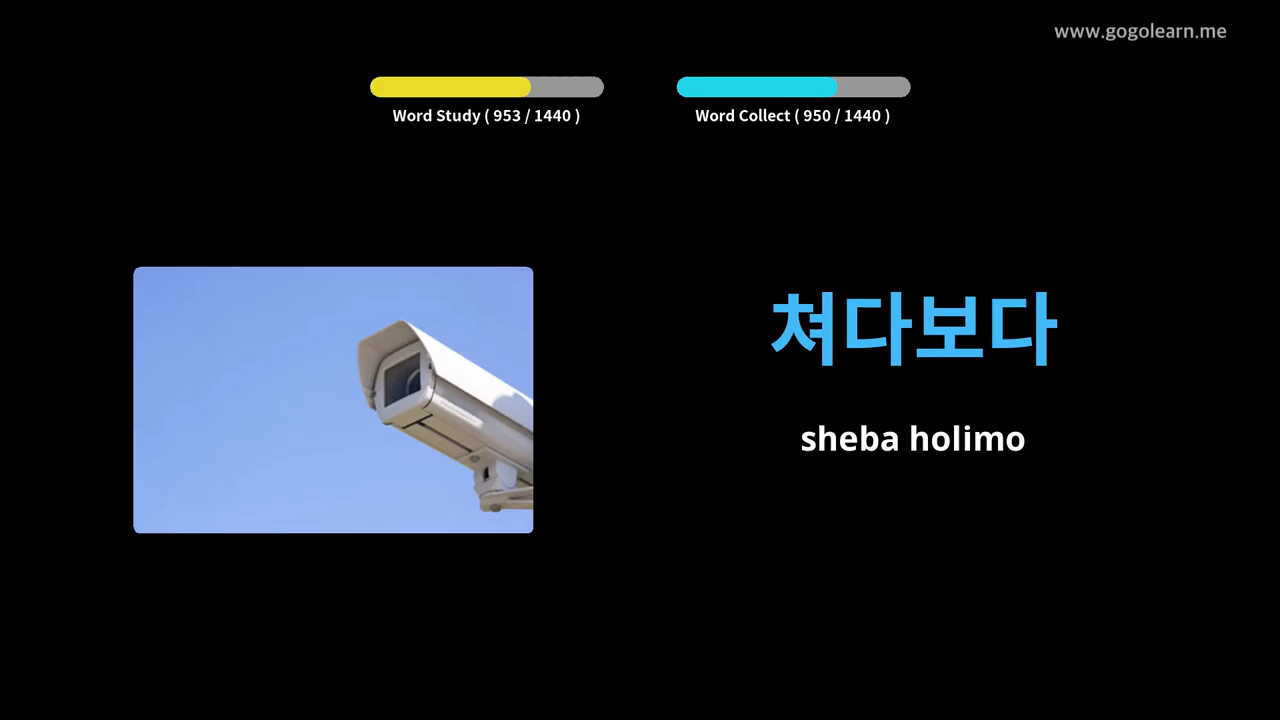 www.gogolearn.me
Word Study ( 953 / 1440 )
Word Collect ( 950 / 1440 )
쳐다보다
sheba holimo